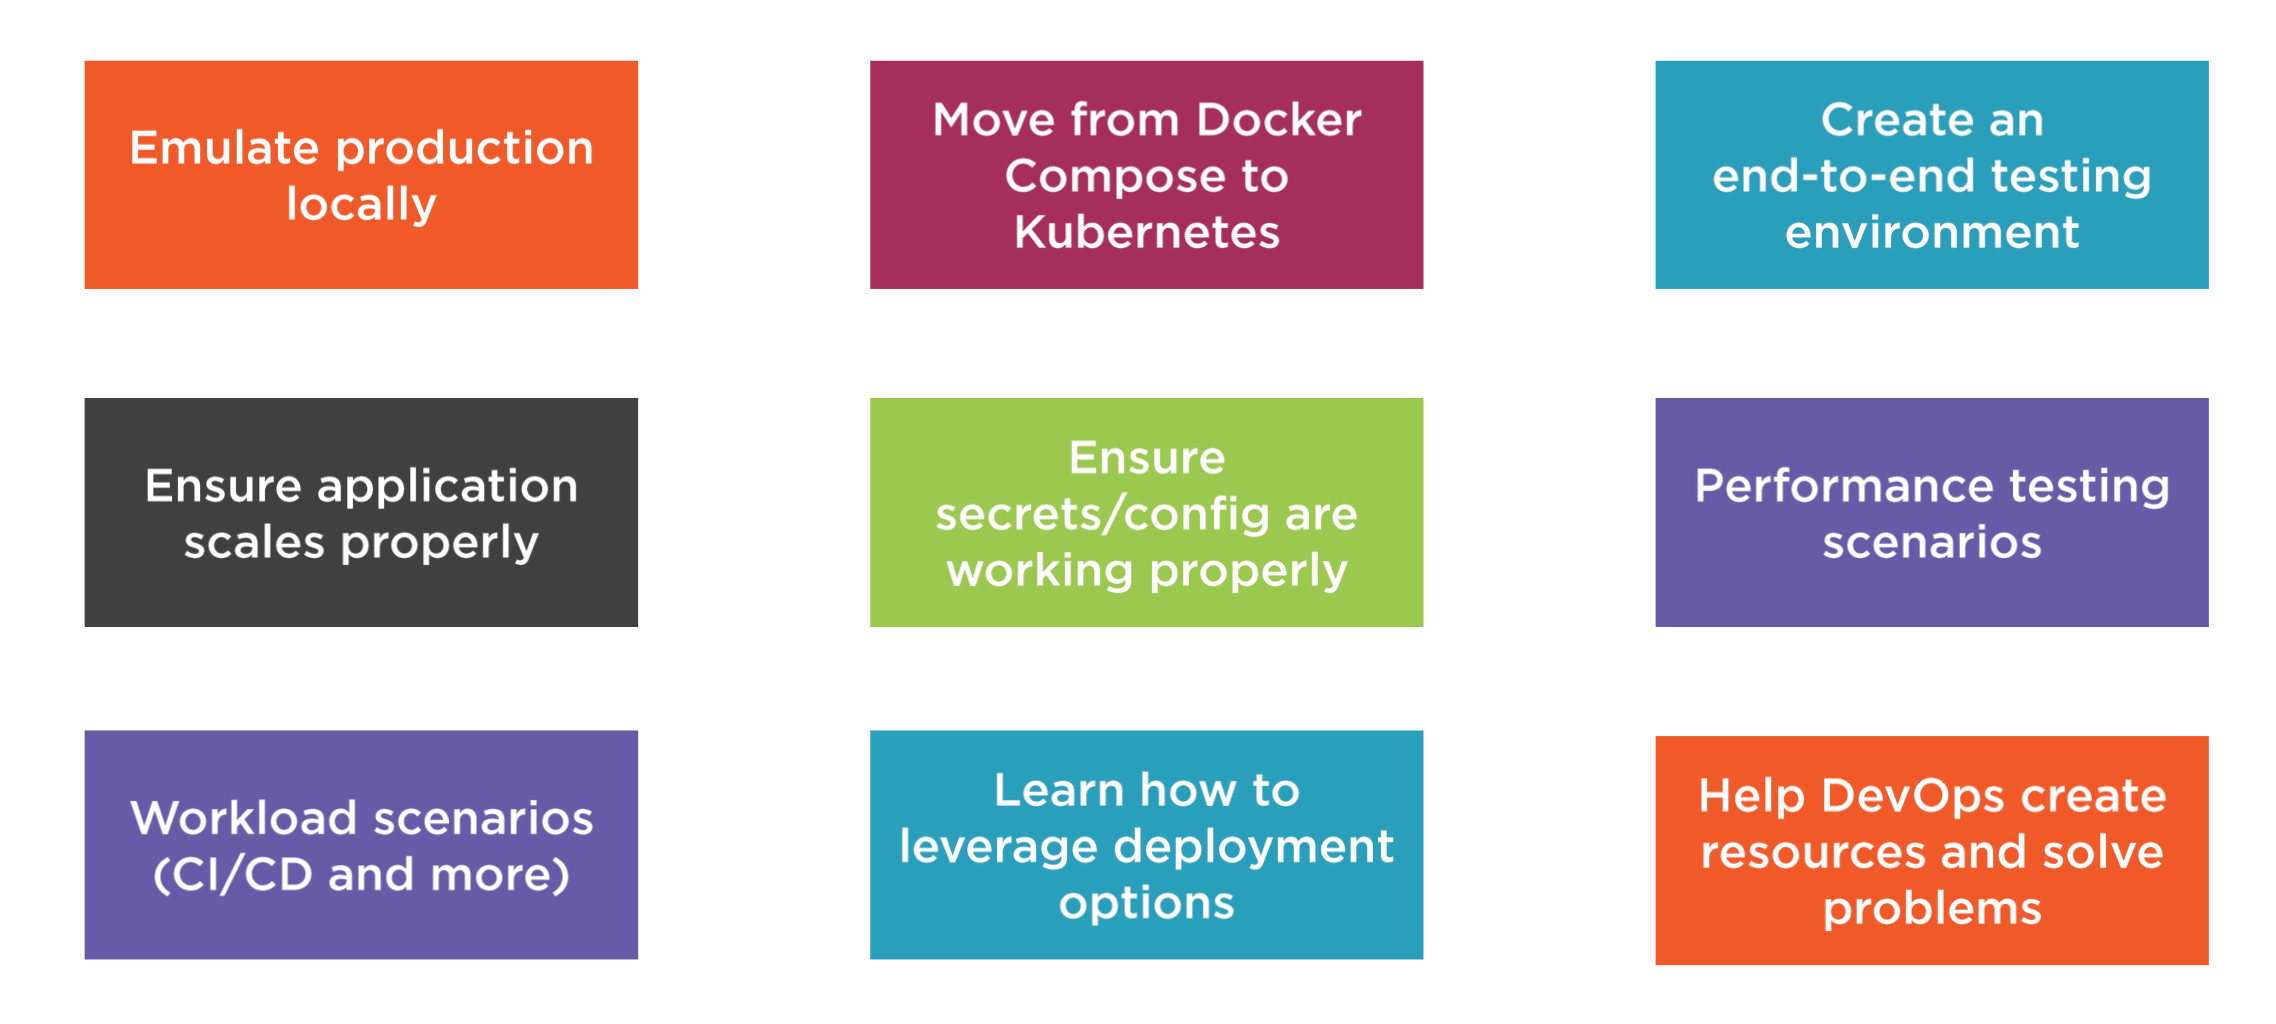 Emulate production
locally
Move from Docker
Compose to
Kubernetes
Create an
end-to-end testing
environment
Ensure application
scales properly
Ensure
secrets/config are
working properly
Performance testing
scenarios
Workload scenarios
(CI/CD and more)
Learn how to
leverage deployment
options
Help DevOps create
resources and solve
problems